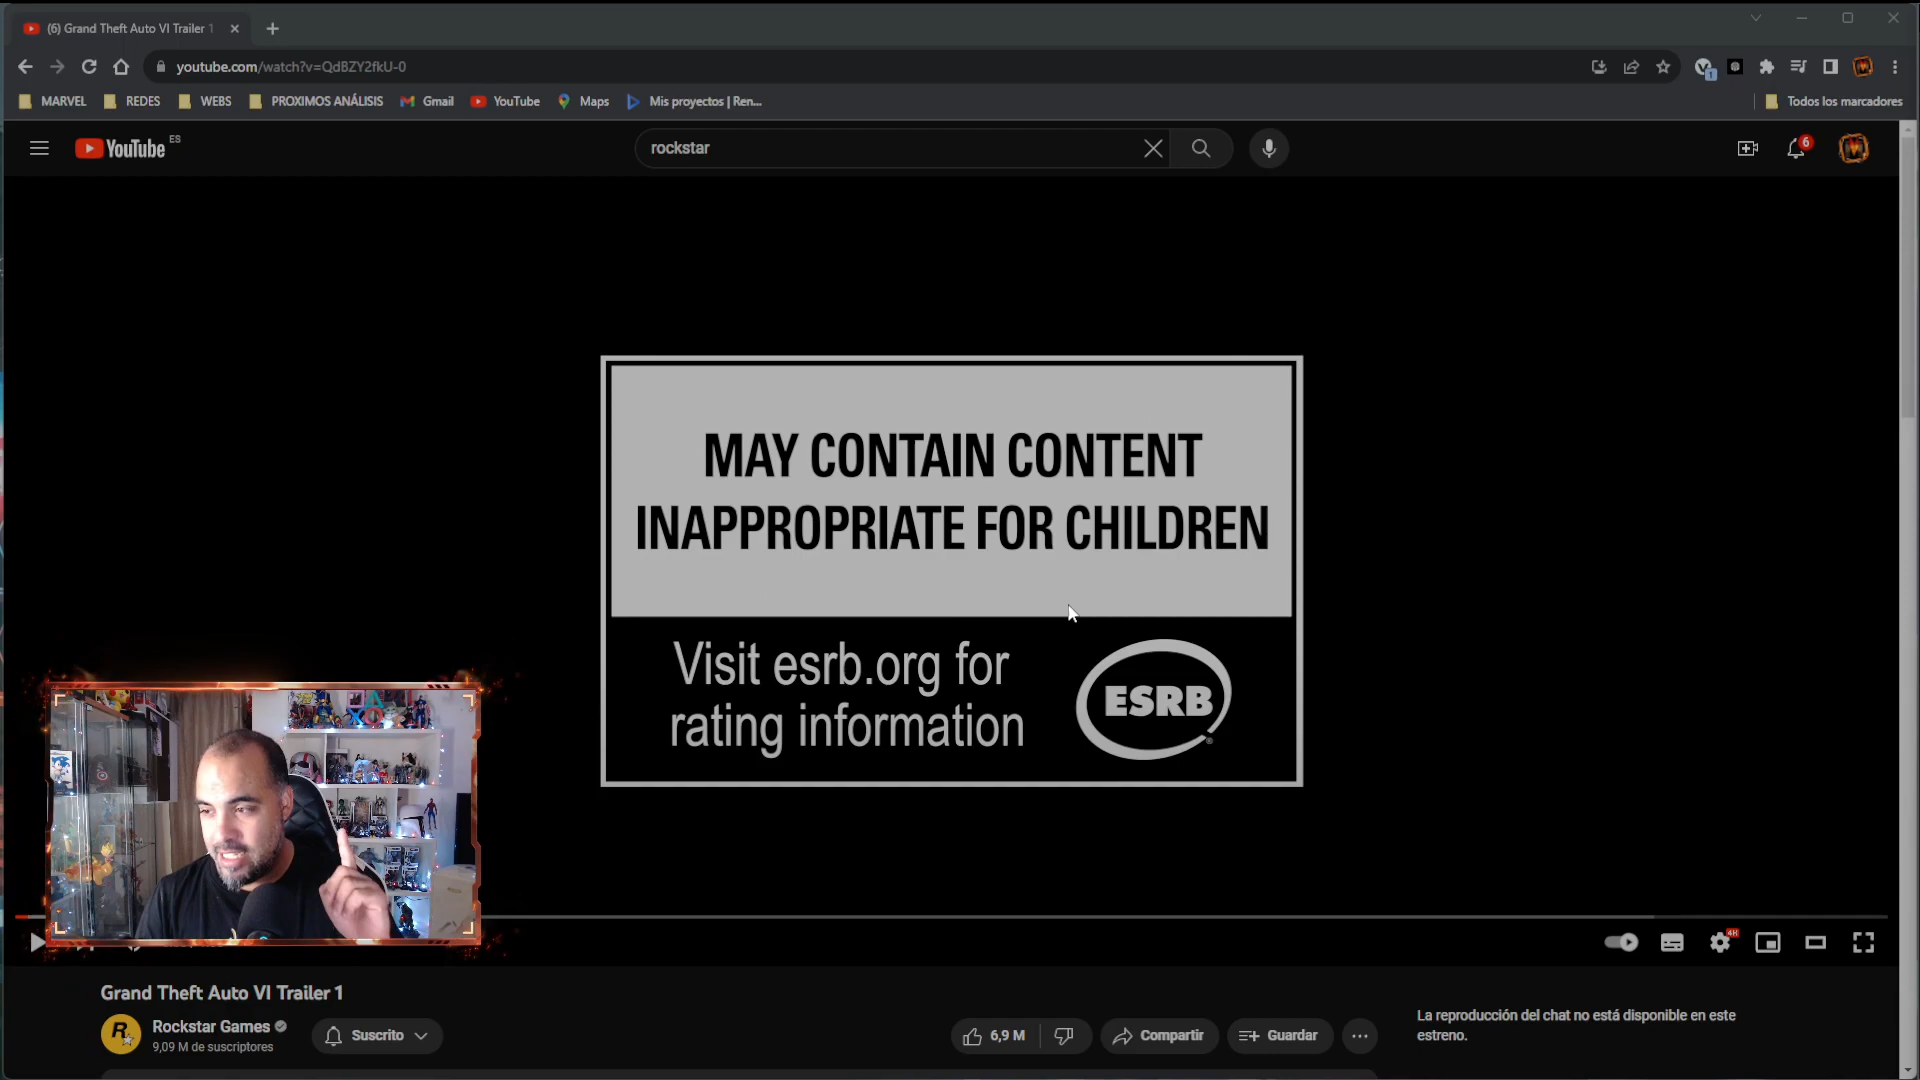 (6) Grand Theft Auto VI Trailer 1
youtube.com/watch?v=QdBZY2fkU-0
MARVEL
REDES
WEBS
PROXIMOS ANÁLISIS
Gmail
YouTube
Maps
Mis proyectos | Ren...
Todos los marcadores
YouTube ES
rockstar
6
MAY CONTAIN CONTENT
INAPPROPRIATE FOR CHILDREN
Visit esrb.org for
rating information
ESRB
Grand Theft Auto VI Trailer 1
Rockstar Games
9,09 M de suscriptores
Suscrito
6,9 M
Compartir
Guardar
La reproducción del chat no está disponible en este
estreno.